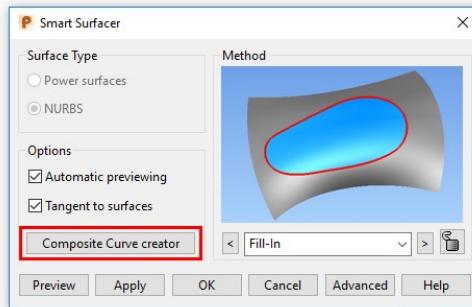 Smart Surfacer
Surface Type
Power surfaces
NURBS
Options
Automatic previewing
Tangent to surfaces
Composite Curve creator
Method
< Fill-In >
Preview Apply OK Cancel Advanced Help